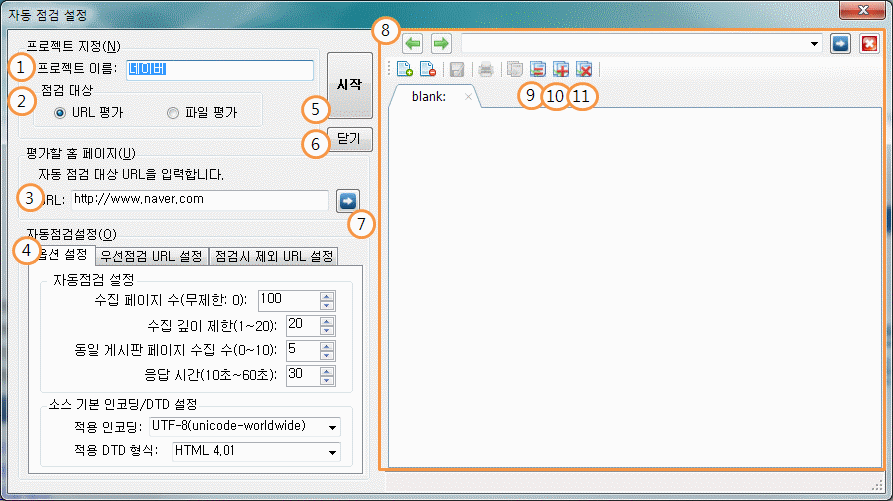 자동 점검 설정
프로젝트 지정(N)
1 프로젝트 이름: 네이버
2 점검 대상
URL 평가 파일 평가
5 시작
6 닫기
평가할 홈 페이지(U)
자동 점검 대상 URL을 입력합니다.
3 URL: http://www.naver.com
7
자동점검설정(O)
4 옵션 설정 우선점검 URL 설정 점검시 제외 URL 설정
자동점검 설정
수집 페이지 수(무제한: 0): 100
수집 깊이 제한(1~20): 20
동일 게시판 페이지 수집 수(0~10): 5
응답 시간(10초~60초): 30
소스 기본 인코딩/DTD 설정
적용 인코딩: UTF-8(unicode-worldwide)
적용 DTD 형식: HTML 4.01
8
9 10 11
blank: